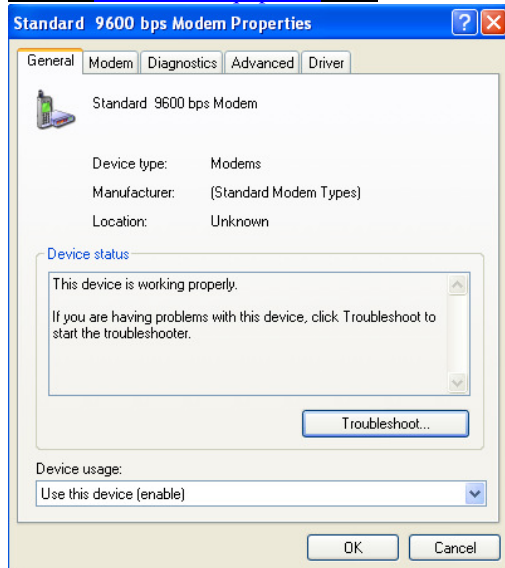 Standard 9600 bps Modem Properties
General Modem Diagnostics Advanced Driver
Standard 9600 bps Modem
Device type: Modems
Manufacturer: (Standard Modem Types)
Location: Unknown
Device status
This device is working properly.
If you are having problems with this device, click Troubleshoot to
start the troubleshooter.
Troubleshoot...
Device usage:
Use this device (enable)
OK Cancel